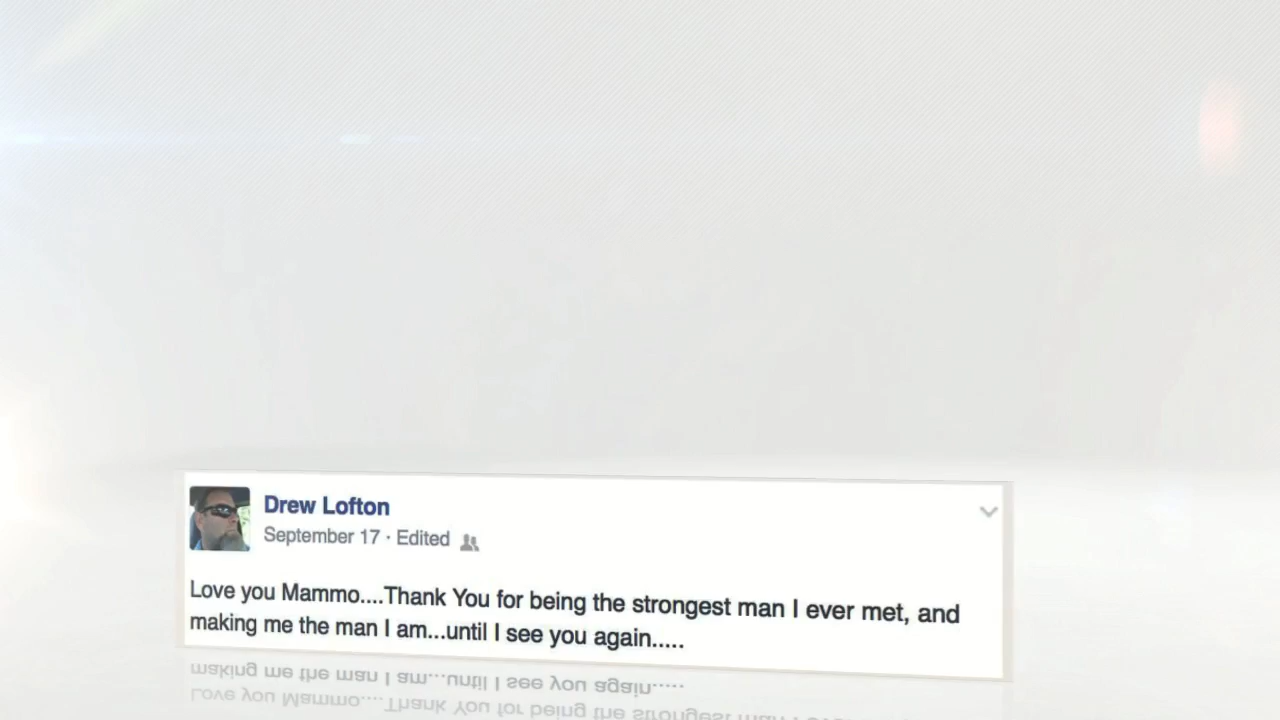 Drew Lofton
September 17 · Edited
Love you Mammo....Thank You for being the strongest man I ever met, and
making me the man I am...until I see you again.....